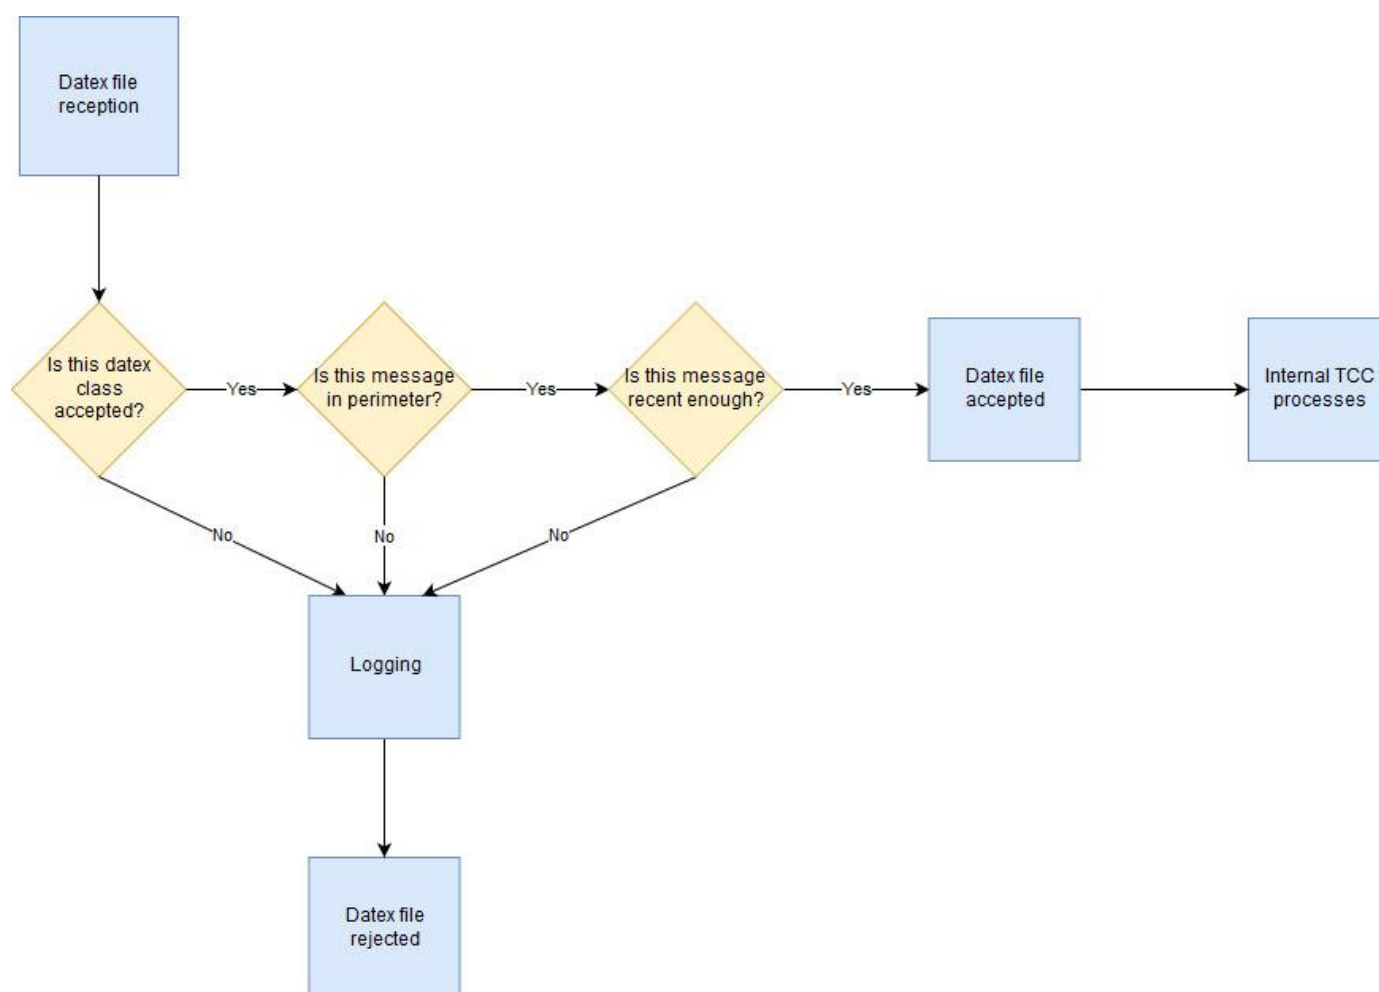 Datex file
reception
Is this datex
class
accepted?
Yes
Is this message
in perimeter?
Yes
Is this message
recent enough?
Yes
Datex file
accepted
Internal TCC
processes
No
No
No
Logging
Datex file
rejected